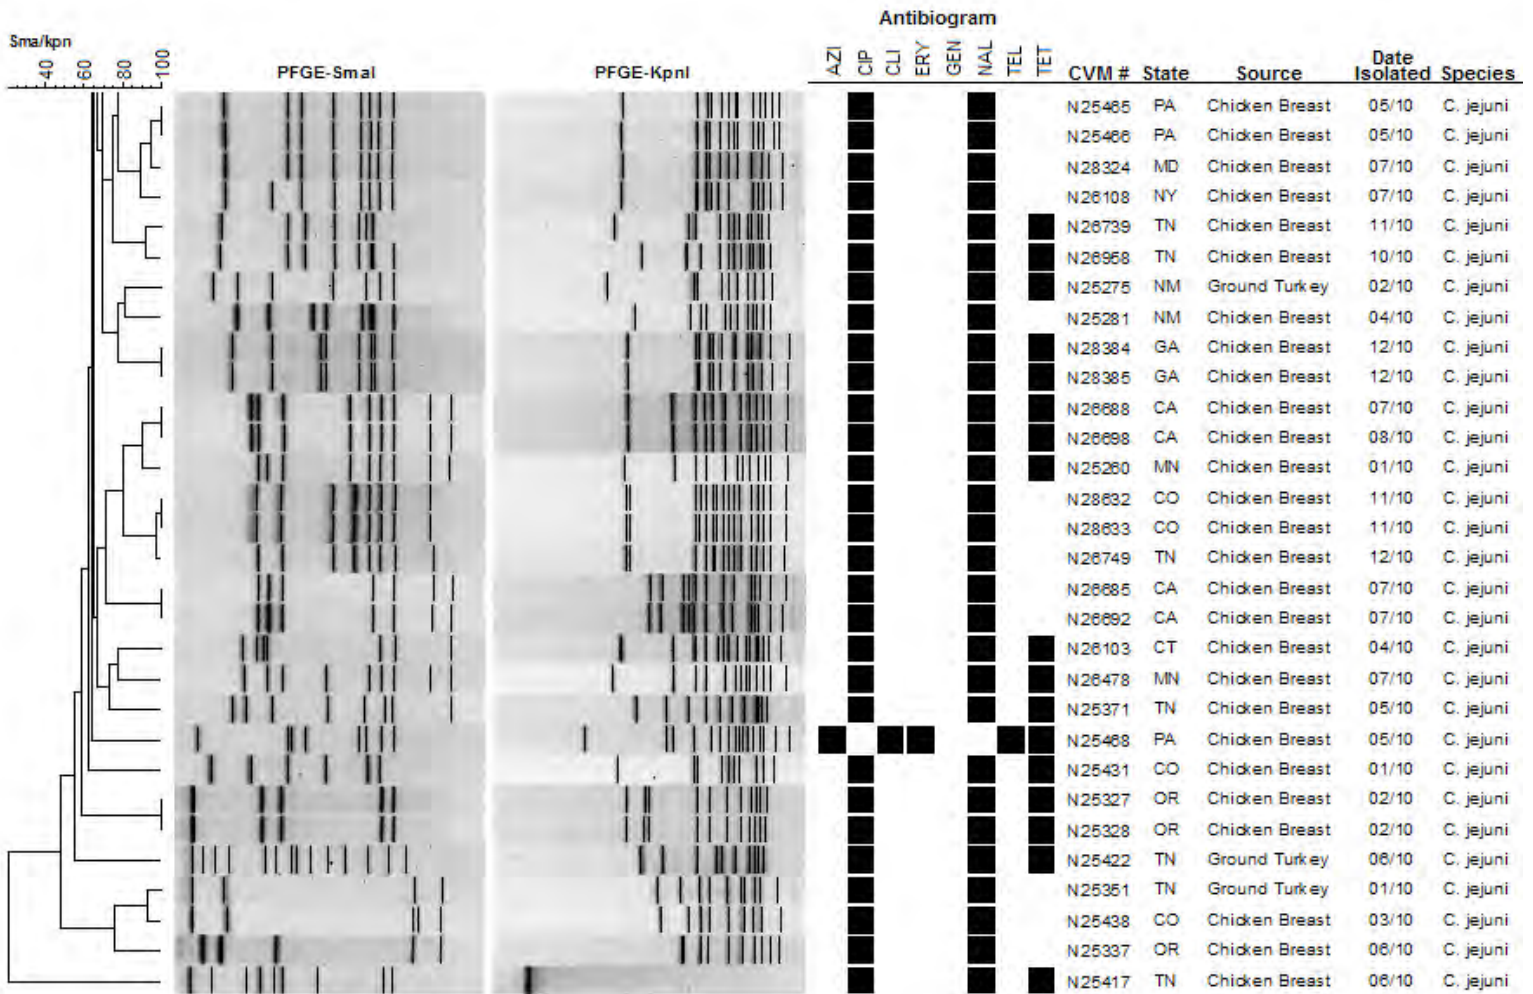 Antibiogram
Sma/kpn
40 60 80 100
PFGE-SmaI PFGE-KpnI
AZI CIP CLI ERY GEN NAL TEL TET
CVM # State Source Date Isolated Species
N25465 PA Chicken Breast 05/10 C. jejuni
N25466 PA Chicken Breast 05/10 C. jejuni
N28324 MD Chicken Breast 07/10 C. jejuni
N26108 NY Chicken Breast 07/10 C. jejuni
N26739 TN Chicken Breast 11/10 C. jejuni
N26958 TN Chicken Breast 10/10 C. jejuni
N25275 NM Ground Turkey 02/10 C. jejuni
N25281 NM Chicken Breast 04/10 C. jejuni
N28384 GA Chicken Breast 12/10 C. jejuni
N28385 GA Chicken Breast 12/10 C. jejuni
N26688 CA Chicken Breast 07/10 C. jejuni
N26698 CA Chicken Breast 08/10 C. jejuni
N25260 MN Chicken Breast 01/10 C. jejuni
N28632 CO Chicken Breast 11/10 C. jejuni
N28633 CO Chicken Breast 11/10 C. jejuni
N26749 TN Chicken Breast 12/10 C. jejuni
N26685 CA Chicken Breast 07/10 C. jejuni
N26692 CA Chicken Breast 07/10 C. jejuni
N26103 CT Chicken Breast 04/10 C. jejuni
N26478 MN Chicken Breast 07/10 C. jejuni
N25371 TN Chicken Breast 05/10 C. jejuni
N25468 PA Chicken Breast 05/10 C. jejuni
N25431 CO Chicken Breast 01/10 C. jejuni
N25327 OR Chicken Breast 02/10 C. jejuni
N25328 OR Chicken Breast 02/10 C. jejuni
N25422 TN Ground Turkey 06/10 C. jejuni
N25351 TN Ground Turkey 01/10 C. jejuni
N25438 CO Chicken Breast 03/10 C. jejuni
N25337 OR Chicken Breast 06/10 C. jejuni
N25417 TN Chicken Breast 06/10 C. jejuni